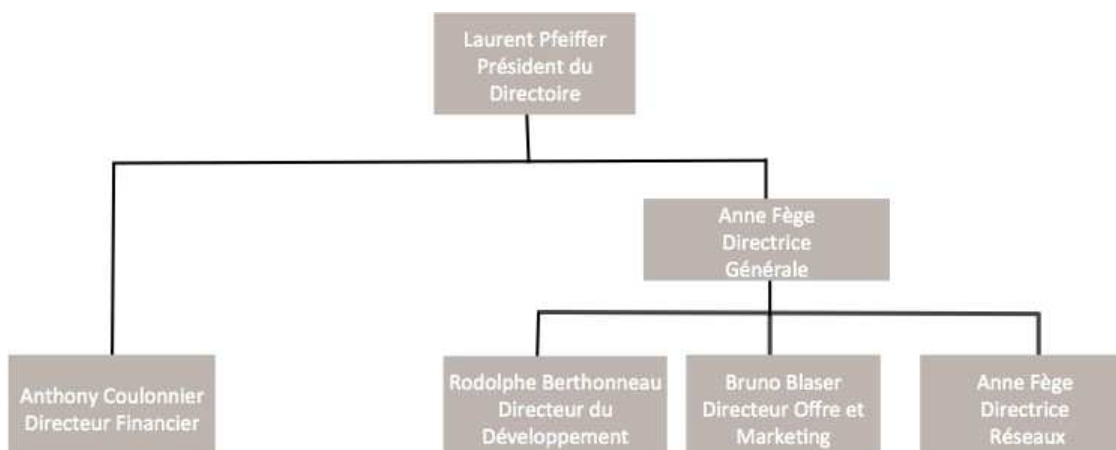 Laurent Pfeiffer
Président du
Directoire
Anne Fège
Directrice
Générale
Anthony Coulonnier
Directeur Financier
Rodolphe Berthonneau
Directeur du
Développement
Bruno Blaser
Directeur Offre et
Marketing
Anne Fège
Directrice
Réseaux